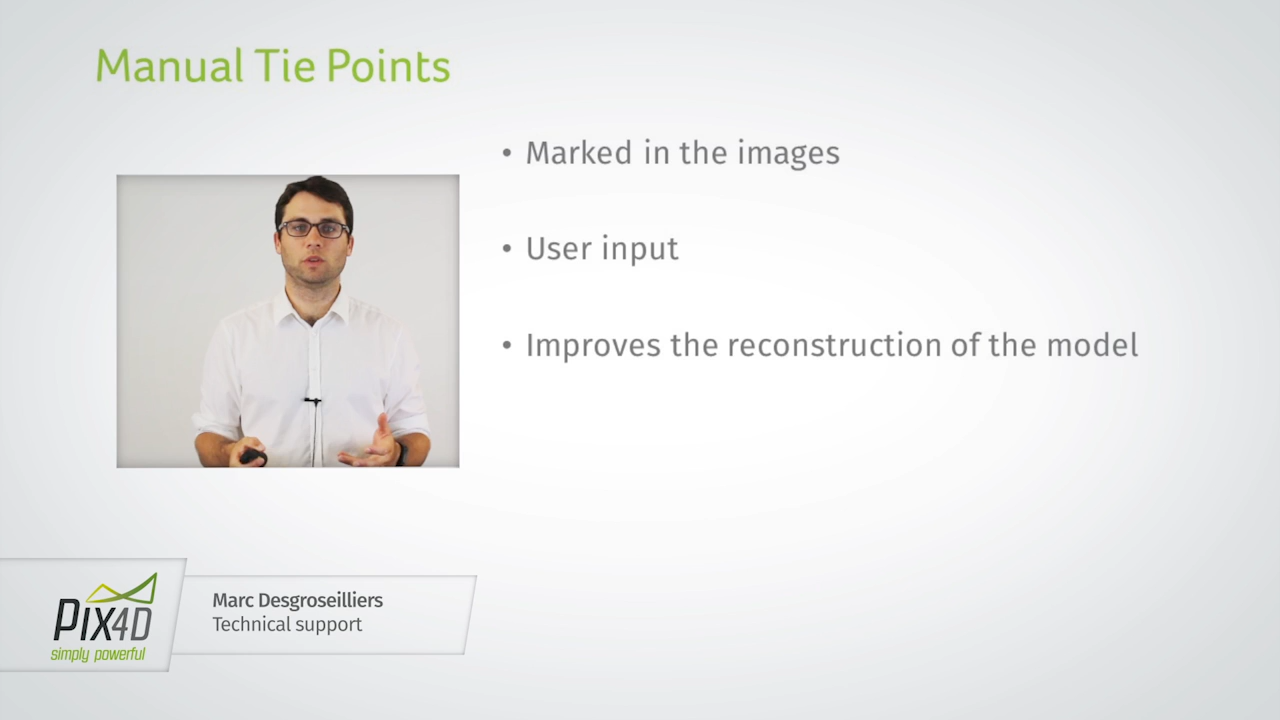 Manual Tie Points
• Marked in the images
• User input
• Improves the reconstruction of the model
PIX4D
simply powerful
Marc Desgroseilliers
Technical support